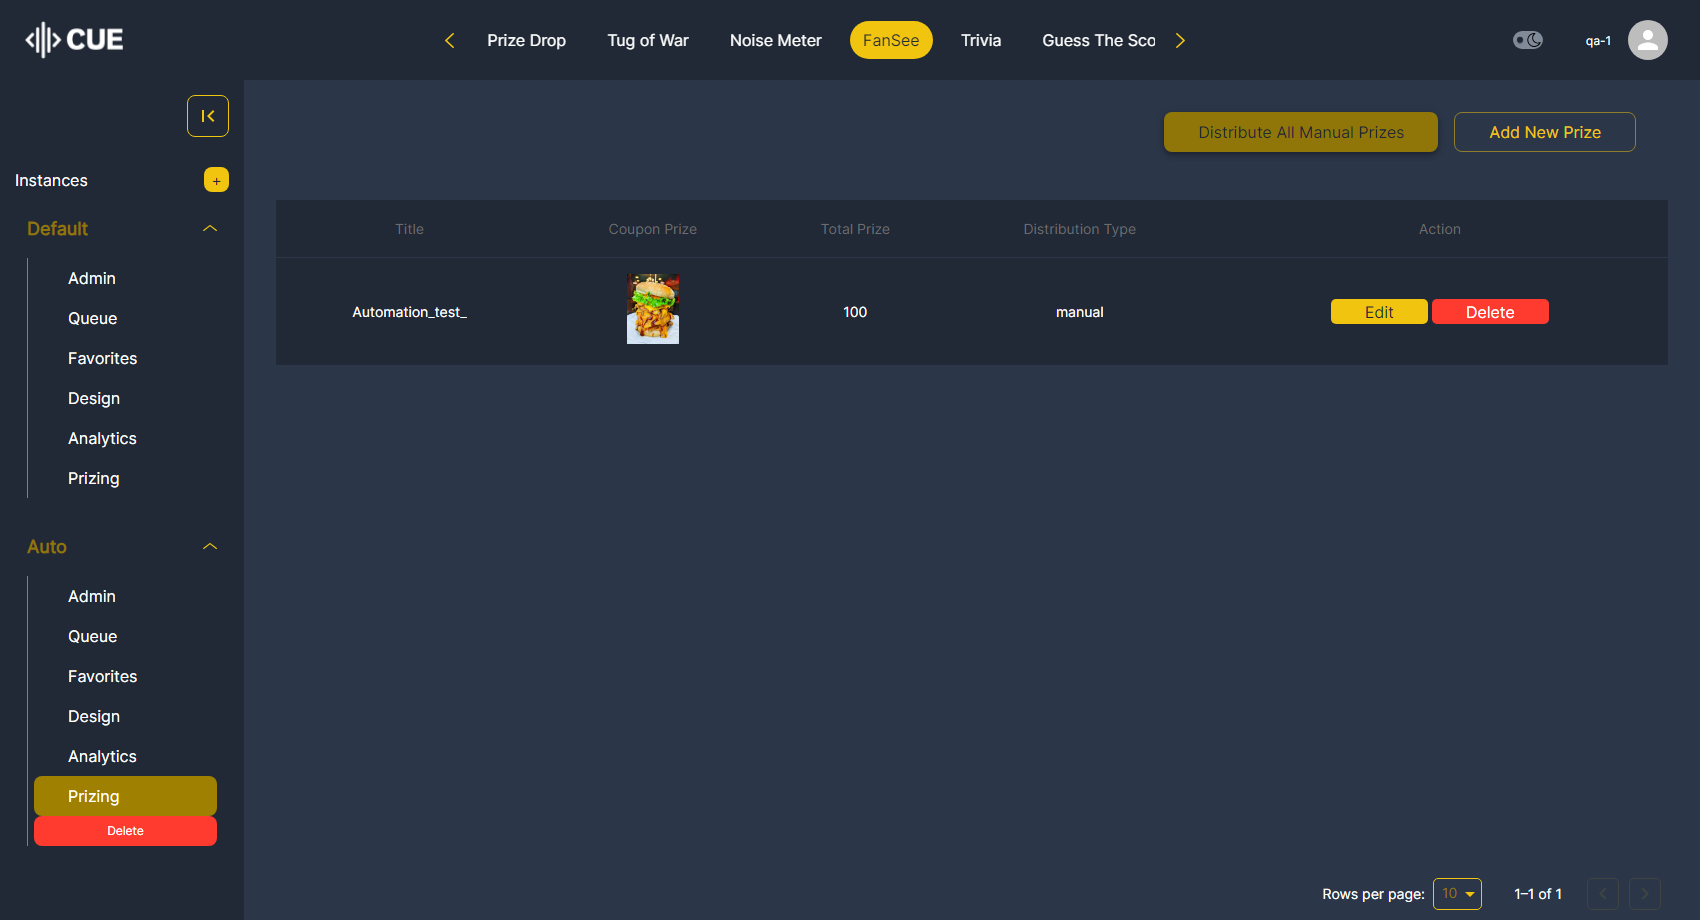 CUE
Prize Drop
Tug of War
Noise Meter
FanSee
Trivia
Guess The Sco
qa-1
Instances
+
Default
Admin
Queue
Favorites
Design
Analytics
Prizing
Auto
Admin
Queue
Favorites
Design
Analytics
Prizing
Delete
Distribute All Manual Prizes
Add New Prize
Title
Coupon Prize
Total Prize
Distribution Type
Action
Automation_test_
100
manual
Edit
Delete
Rows per page:
10
1–1 of 1